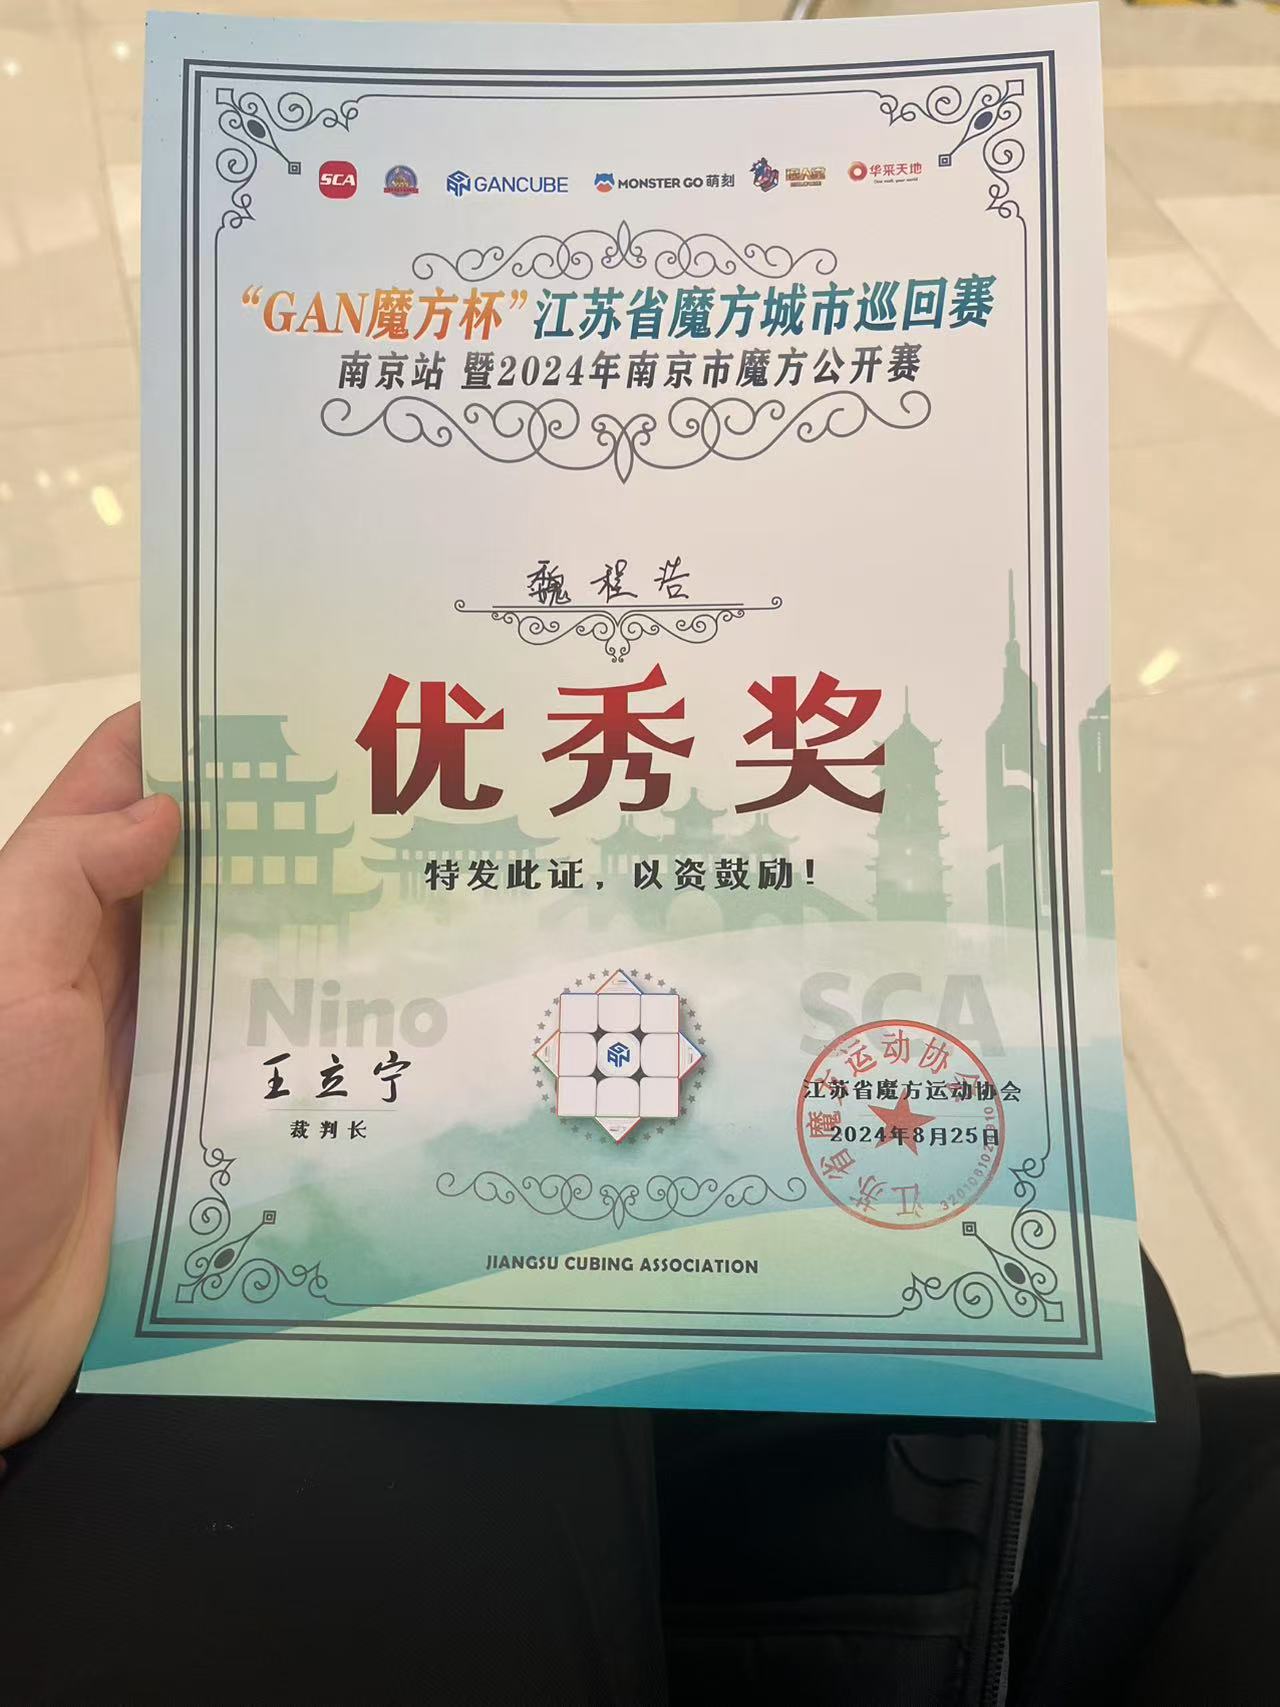 SCA GANCUBE MONSTER GO 萌刻 华采天地
One work, your world
“GAN魔方杯”江苏省魔方城市巡回赛
南京站 暨2024年南京市魔方公开赛
魏程浩
优秀奖
特发此证，以资鼓励！
Nino SCA
王立宁
裁判长
江苏省魔方运动协会
2024年8月25日
江苏省魔方运动协会
JIANGSU CUBING ASSOCIATION